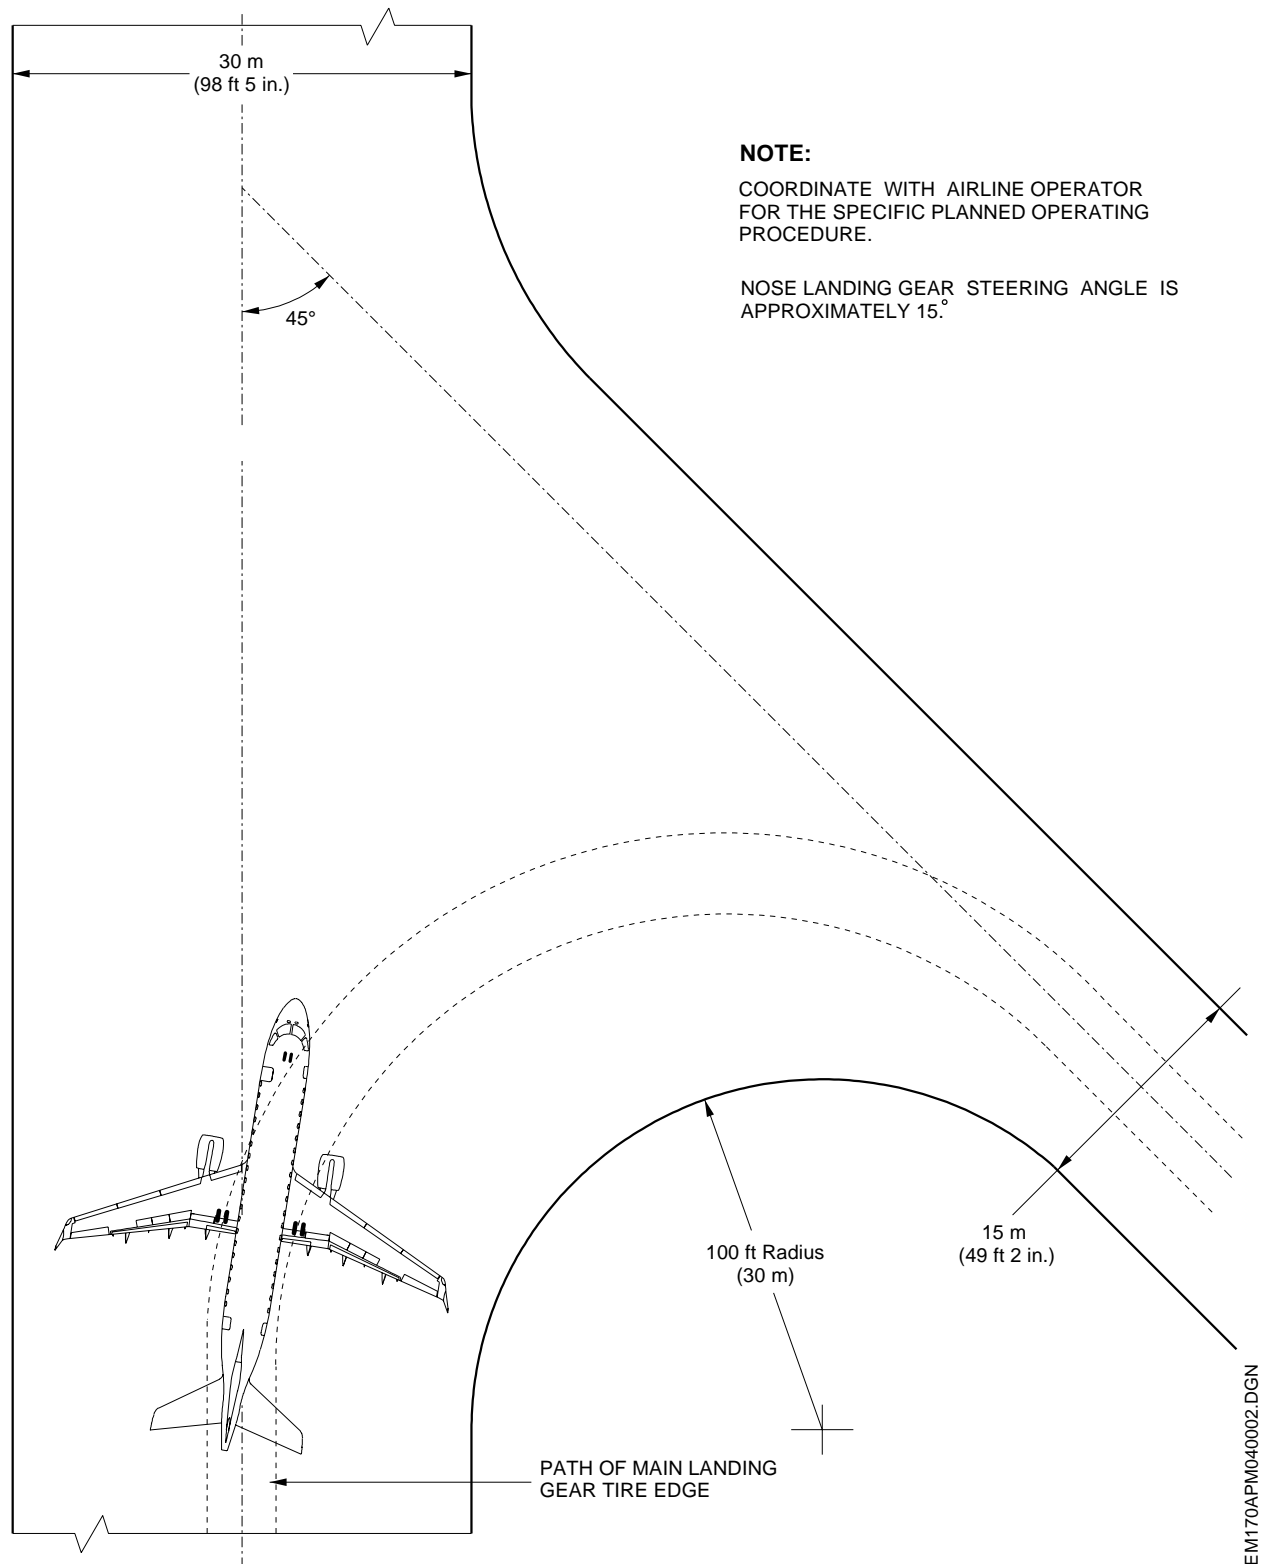 30 m
(98 ft 5 in.)
NOTE:
COORDINATE WITH AIRLINE OPERATOR
FOR THE SPECIFIC PLANNED OPERATING
PROCEDURE.
NOSE LANDING GEAR STEERING ANGLE IS
APPROXIMATELY 15.°
45°
15 m
(49 ft 2 in.)
100 ft Radius
(30 m)
PATH OF MAIN LANDING
GEAR TIRE EDGE
EM170APM040002.DGN